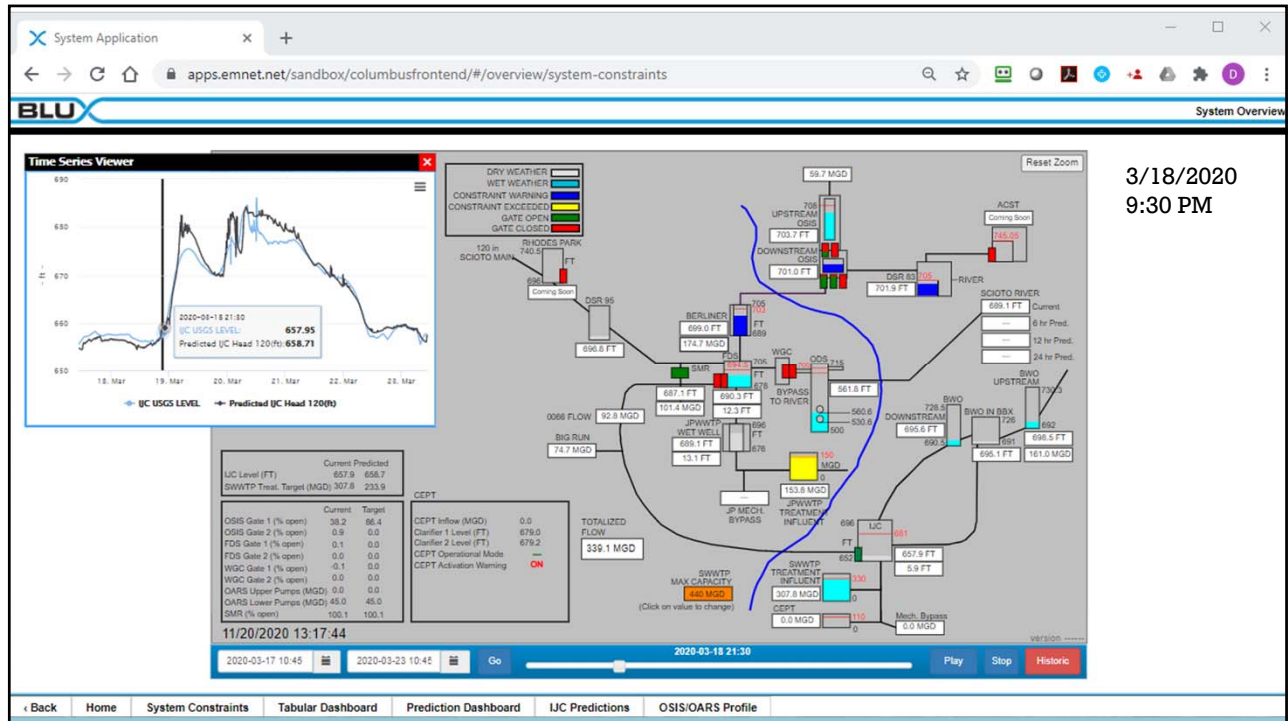 System Application
apps.emnet.net/sandbox/columbusfrontend/#/overview/system-constraints
D
BLUX
System Overview
Time Series Viewer
690
680
670
660
650
- ft -
2020-03-18 21:30
IJC USGS LEVEL: 657.95
Predicted IJC Head 120(ft): 658.71
18. Mar 19. Mar 20. Mar 21. Mar 22. Mar 23. Mar
IJC USGS LEVEL Predicted IJC Head 120(ft)
3/18/2020
9:30 PM
Reset Zoom
DRY WEATHER
WET WEATHER
CONSTRAINT WARNING
CONSTRAINT EXCEEDED
GATE OPEN
GATE CLOSED
59.7 MGD
708
UPSTREAM
OSIS
703.7 FT
DOWNSTREAM
OSIS
701.0 FT
ACST
Coming Soon
745.05
DSR 83
705
701.9 FT
RIVER
120 in
SCIOTO MAIN
RHODES PARK
740.5
FT
696
Coming Soon
DSR 95
696.6 FT
BERLINER
699.0 FT
174.7 MGD
705
703
FT
689
SCIOTO RIVER
689.1 FT Current
--- 6 hr Pred.
--- 12 hr Pred.
--- 24 hr Pred.
SMR
687.1 FT
101.4 MGD
FDS
694.5
705
FT
678
690.3 FT
12.3 FT
WGC
BYPASS
TO RIVER
ODS
715
700
560.6
530.6
500
561.6 FT
BWO
UPSTREAM
730.3
692
698.5 FT
161.0 MGD
BWO
DOWNSTREAM
728.5
695.6 FT
690.5
BWO IN BBX
726
691
695.1 FT
0066 FLOW 92.8 MGD
BIG RUN
74.7 MGD
JPWWTP
WET WELL
696
FT
676
689.1 FT
13.1 FT
150
MGD
0
153.8 MGD
JPWWTP
TREATMENT
INFLUENT
---
JP MECH.
BYPASS
Current Predicted
IJC Level (FT) 657.9 658.7
SWWTP Treat. Target (MGD) 307.8 233.9
Current Target
OSIS Gate 1 (% open) 38.2 86.4
OSIS Gate 2 (% open) 0.9 0.0
FDS Gate 1 (% open) 0.1 0.0
FDS Gate 2 (% open) 0.0 0.0
WGC Gate 1 (% open) -0.1 0.0
WGC Gate 2 (% open) 0.0 0.0
OARS Upper Pumps (MGD) 0.0 0.0
OARS Lower Pumps (MGD) 45.0 45.0
SMR (% open) 100.1 100.1
CEPT
CEPT Inflow (MGD) 0.0
Clarifier 1 Level (FT) 679.0
Clarifier 2 Level (FT) 679.2
CEPT Operational Mode —
CEPT Activation Warning ON
TOTALIZED
FLOW
339.1 MGD
696
IJC
681
FT
652
657.9 FT
5.9 FT
SWWTP
MAX CAPACITY
440 MGD
(Click on value to change)
SWWTP
TREATMENT
INFLUENT
330
307.8 MGD
0
CEPT
110
0.0 MGD
0
Mech. Bypass
0.0 MGD
11/20/2020 13:17:44
version ------
2020-03-17 10:45
2020-03-23 10:45
Go
2020-03-18 21:30
Play
Stop
Historic
‹ Back Home System Constraints Tabular Dashboard Prediction Dashboard IJC Predictions OSIS/OARS Profile